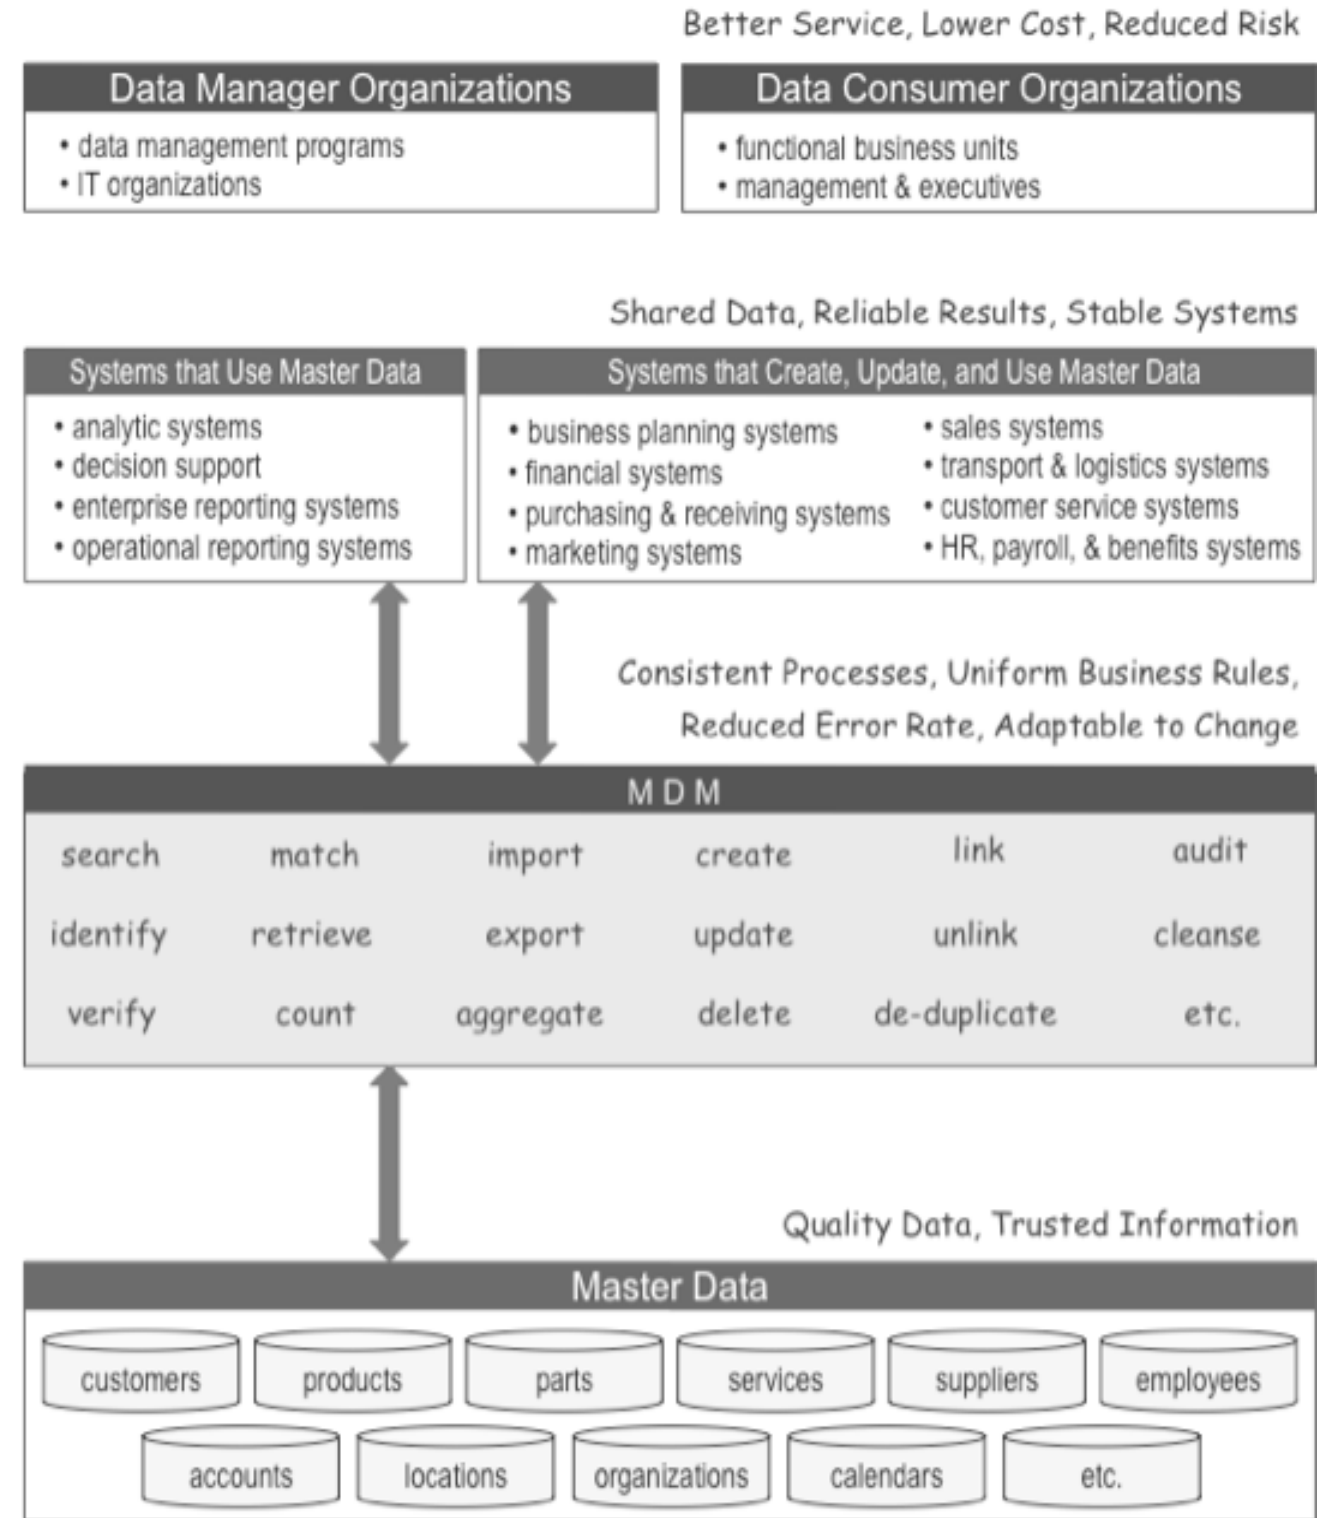 Better Service, Lower Cost, Reduced Risk
Data Manager Organizations
• data management programs
• IT organizations
Data Consumer Organizations
• functional business units
• management & executives
Shared Data, Reliable Results, Stable Systems
Systems that Use Master Data
• analytic systems
• decision support
• enterprise reporting systems
• operational reporting systems
Systems that Create, Update, and Use Master Data
• business planning systems
• financial systems
• purchasing & receiving systems
• marketing systems
• sales systems
• transport & logistics systems
• customer service systems
• HR, payroll, & benefits systems
Consistent Processes, Uniform Business Rules,
Reduced Error Rate, Adaptable to Change
M D M
search match import create link audit
identify retrieve export update unlink cleanse
verify count aggregate delete de-duplicate etc.
Quality Data, Trusted Information
Master Data
customers products parts services suppliers employees
accounts locations organizations calendars etc.